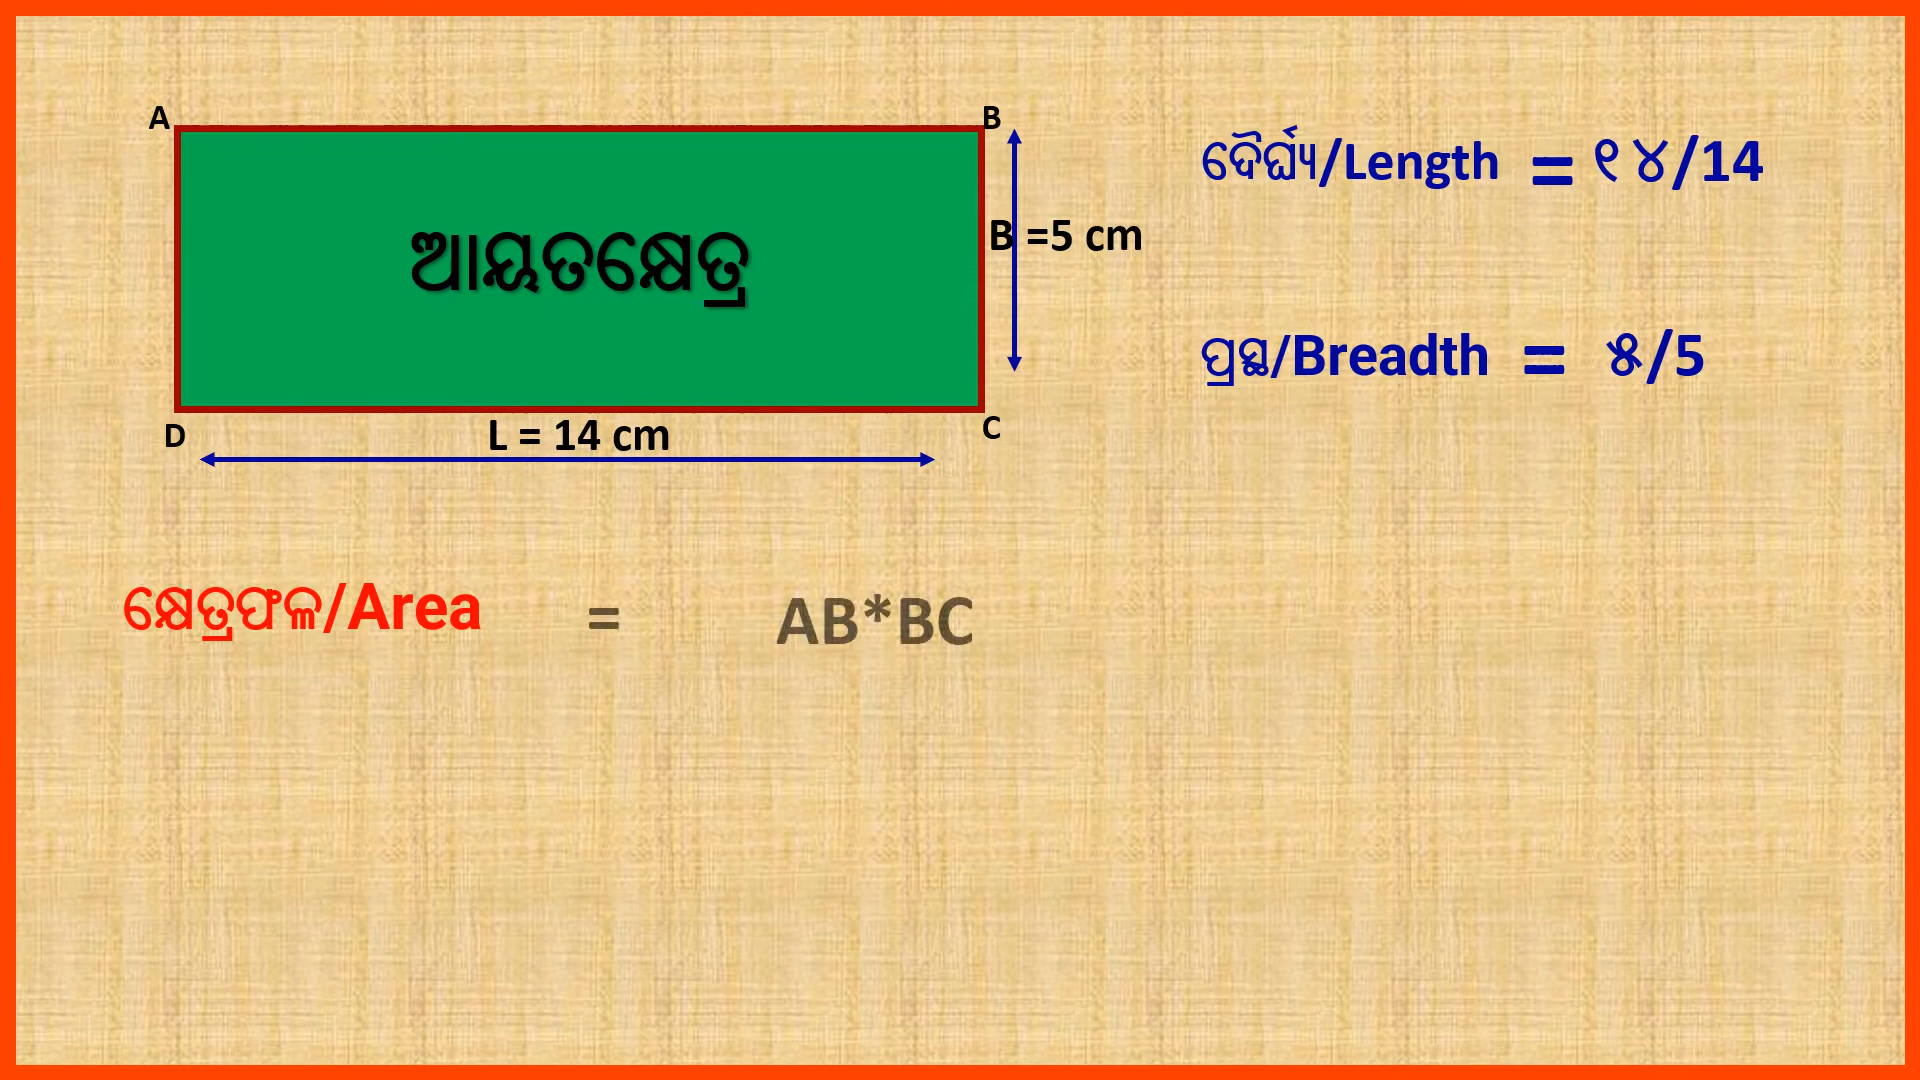 A
B
ଆୟତକ୍ଷେତ୍ର
B =5 cm
D
L = 14 cm
C
ଦୈର୍ଘ୍ୟ/Length = ୧୪/14
ପ୍ରସ୍ଥ/Breadth = ୫/5
କ୍ଷେତ୍ରଫଳ/Area = AB*BC